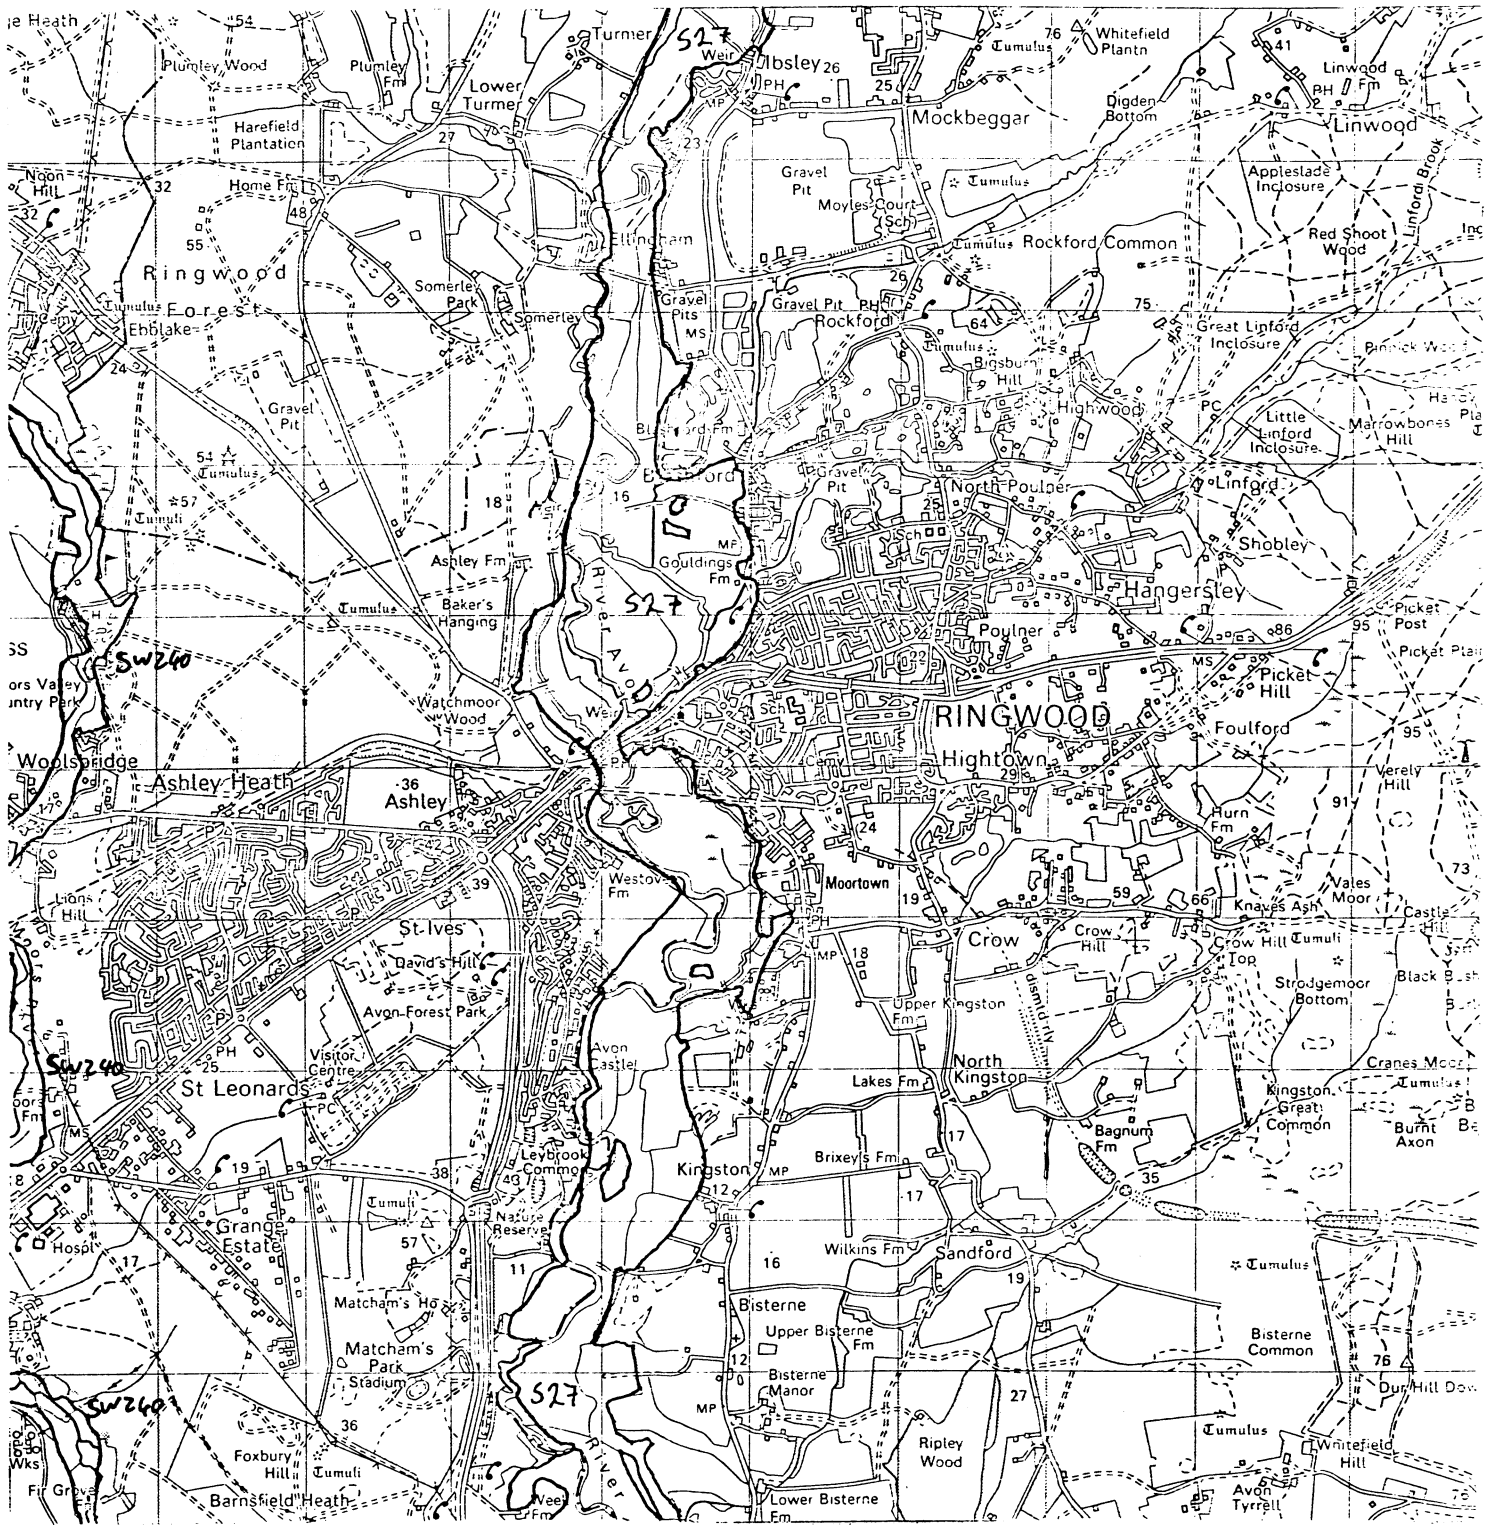 54
Turmer
S27
Weir
Ibsley
26
76
Whitefield
Plantn
Tumulus
41
Plumley Wood
Plumley
Fm
Lower
Turmer
PH
25
Linwood
Fm
PH
MP
Mockbeggar
Digden
Bottom
Linwood
Harefield
Plantation
27
23
Noon
Hill
32
32
Home Fm
48
55
Gravel
Pit
Moyles Court
Sch
Tumulus
Appleslade
Inclosure
Linford Brook
Red Shoot
Wood
Ellingham
Tumulus
Rockford Common
Ringwood
Forest
Somerley
Park
Somerley
26
Gravel
Pits
MS
Gravel Pit
PH
Rockford
64
75
Tumulus
Ebblake
24
Great Linford
Inclosure
Tumulus
Bigsburn
Hill
Gravel
Pit
Highwood
PC
Little
Linford
Inclosure
Marrowbones
Hill
54
Tumulus
57
Tumuli
18
16
Gravel
Pit
North Poulner
25
Linford
Sch
Shobley
MP
Goulding's
Fm
Ashley Fm
Baker's
Hanging
Tumulus
River Avon
S27
Hangersley
Poulner
22
86
95
Picket
Post
SW240
MS
Picket
Hill
Picket Plain
Watchmoor
Wood
Weir
Sch
RINGWOOD
Foulford
95
Woolsbridge
Ashley Heath
36
Ashley
Cemy
Hightown
29
Verely
Hill
91
Hurn
Fm
24
42
39
Westover
Fm
Moortown
73
Lions
Hill
19
59
66
Knaves Ash
Vales
Moor
Castle
Hill
St Ives
Crow
Crow
Hill
Crow Hill
Top
Tumuli
David's Hill
MP
18
Strodgemoor
Bottom
Black Bush
Avon Forest Park
Upper Kingston
Fm
dismtd rly
Moors River
SW240
PH
25
Visitor
Centre
Avon
Castle
North
Kingston
Cranes Moor
Tumulus
St Leonards
PC
Lakes Fm
Kingston
Great
Common
Burnt
Axon
MS
17
Bagnum
Fm
Leybrook
Common
Kingston
MP
Brixey's Fm
19
38
43
12
17
35
Tumuli
Nature
Reserve
Grange
Estate
57
Hospl
17
11
16
Wilkins Fm
Sandford
19
Tumulus
Matcham's Ho
Bisterne
Upper Bisterne
Fm
Bisterne
Common
Matcham's
Park
Stadium
12
76
Bisterne
Manor
S27
27
SW240
MP
36
Tumulus
Foxbury
Hill
Tumuli
River
Ripley
Wood
Whitefield
Hill
Wks
Barnsfield Heath
Lower Bisterne
Fm
Avon
Tyrrell